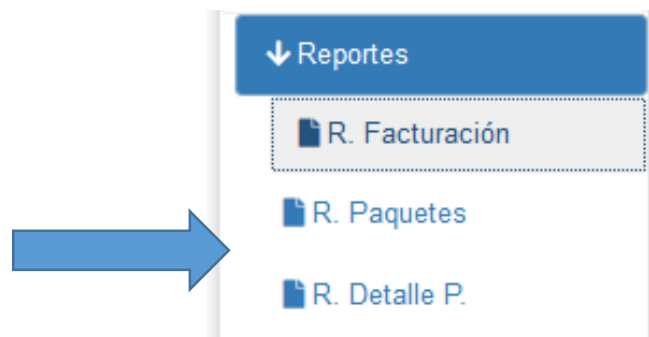 Reportes
R. Facturación
R. Paquetes
R. Detalle P.